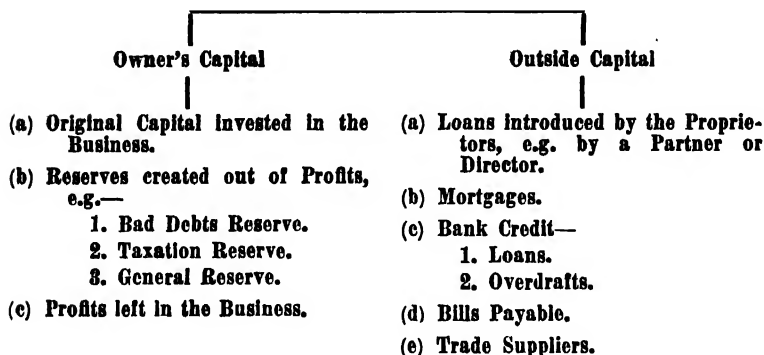 Owner's Capital
(a) Original Capital invested in the
Business.
(b) Reserves created out of Profits,
e.g.—
1. Bad Debts Reserve.
2. Taxation Reserve.
3. General Reserve.
(c) Profits left in the Business.
Outside Capital
(a) Loans introduced by the Proprie-
tors, e.g. by a Partner or
Director.
(b) Mortgages.
(c) Bank Credit—
1. Loans.
2. Overdrafts.
(d) Bills Payable.
(e) Trade Suppliers.